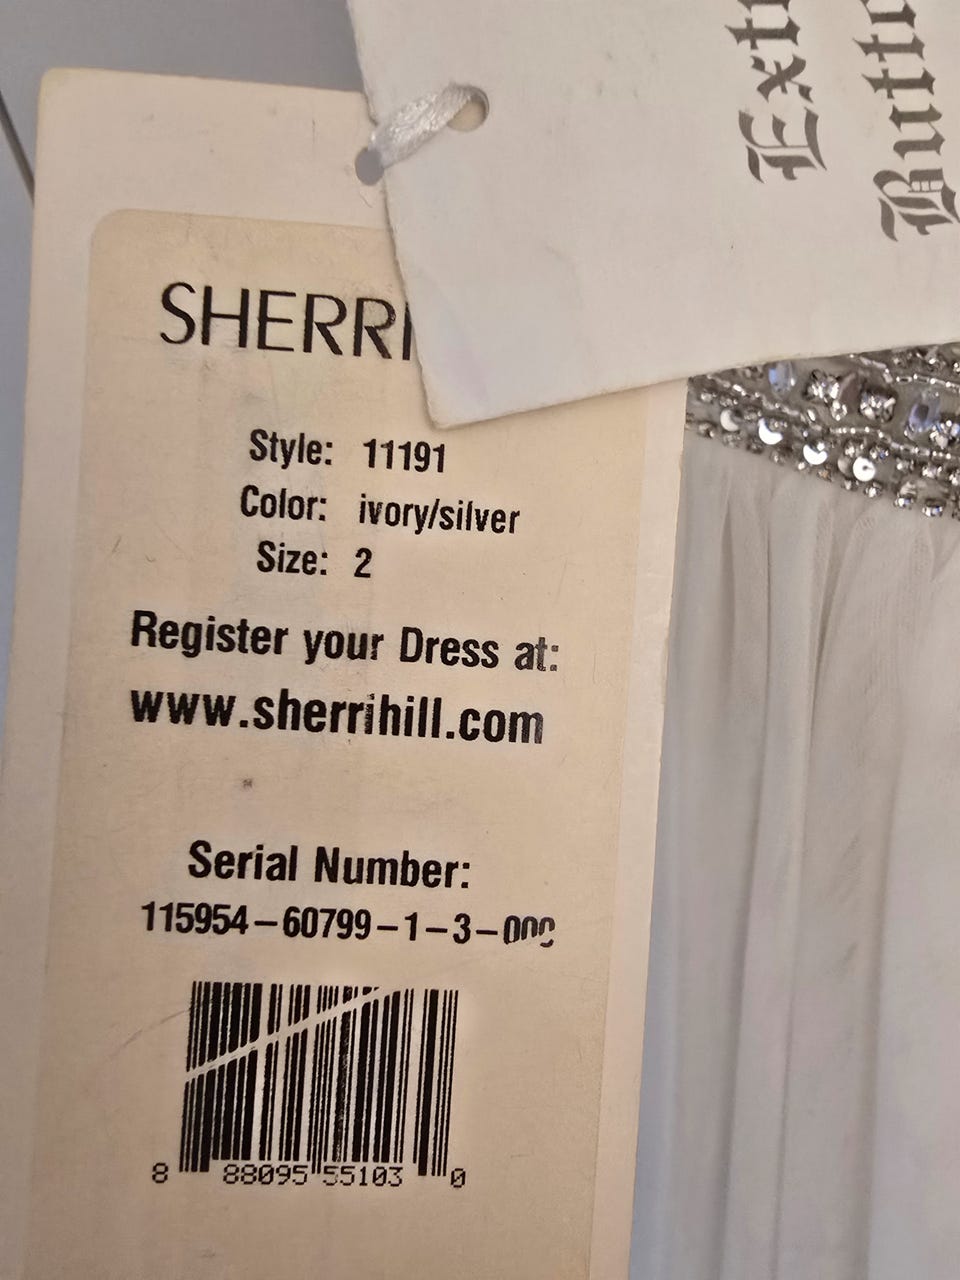 SHERRI
Style: 11191
Color: ivory/silver
Size: 2
Register your Dress at:
www.sherrihill.com
Serial Number:
115954-60799-1-3-00
8 88095 55103 0